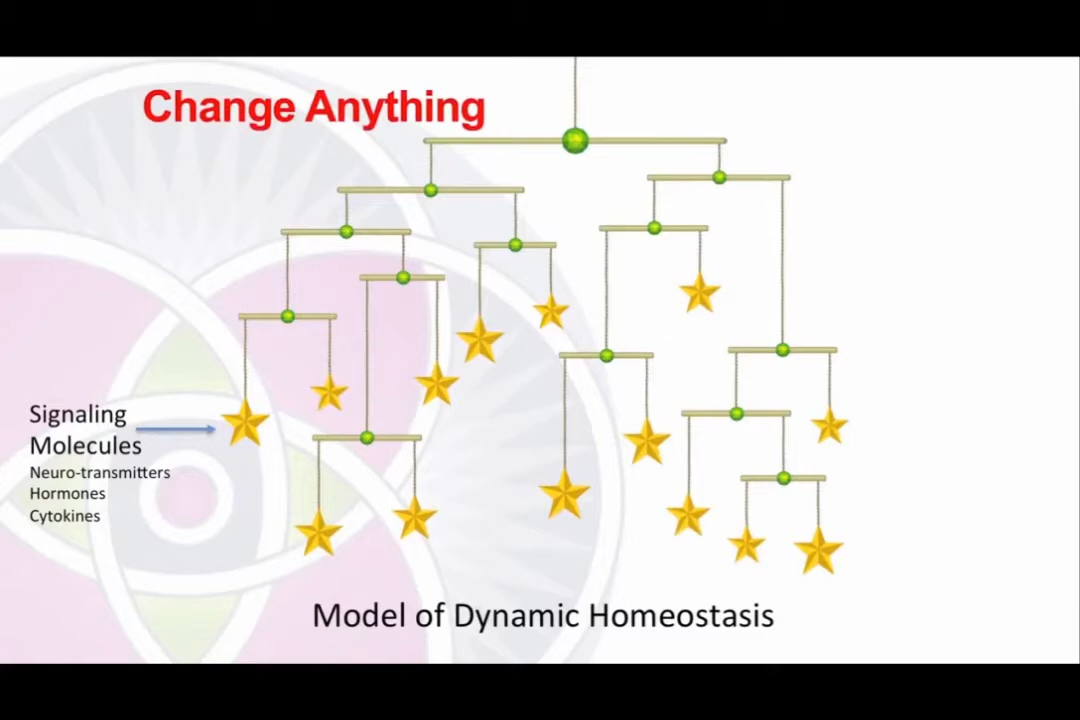 Change Anything
Signaling
Molecules
Neuro-transmitters
Hormones
Cytokines
Model of Dynamic Homeostasis